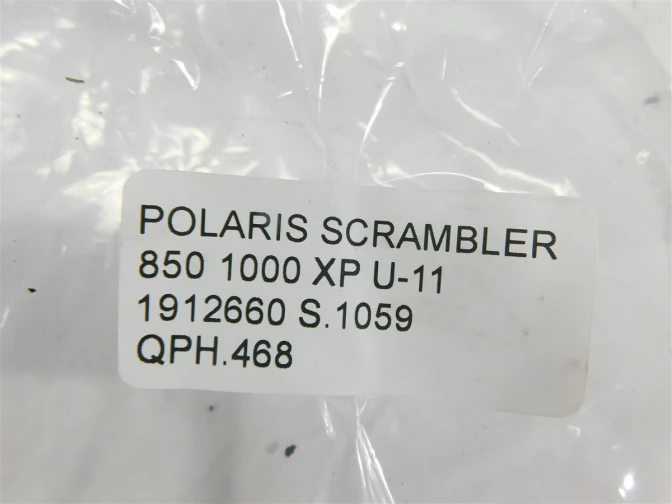 POLARIS SCRAMBLER
850 1000 XP U-11
1912660 S.1059
QPH.468